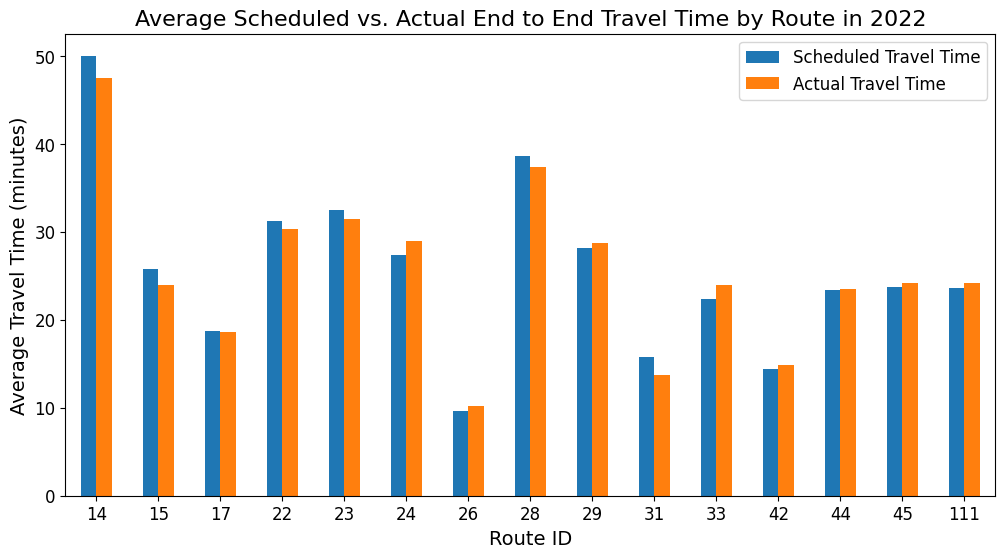 Average Scheduled vs. Actual End to End Travel Time by Route in 2022
Scheduled Travel Time
Actual Travel Time
Average Travel Time (minutes)
50
40
30
20
10
0
14 15 17 22 23 24 26 28 29 31 33 42 44 45 111
Route ID